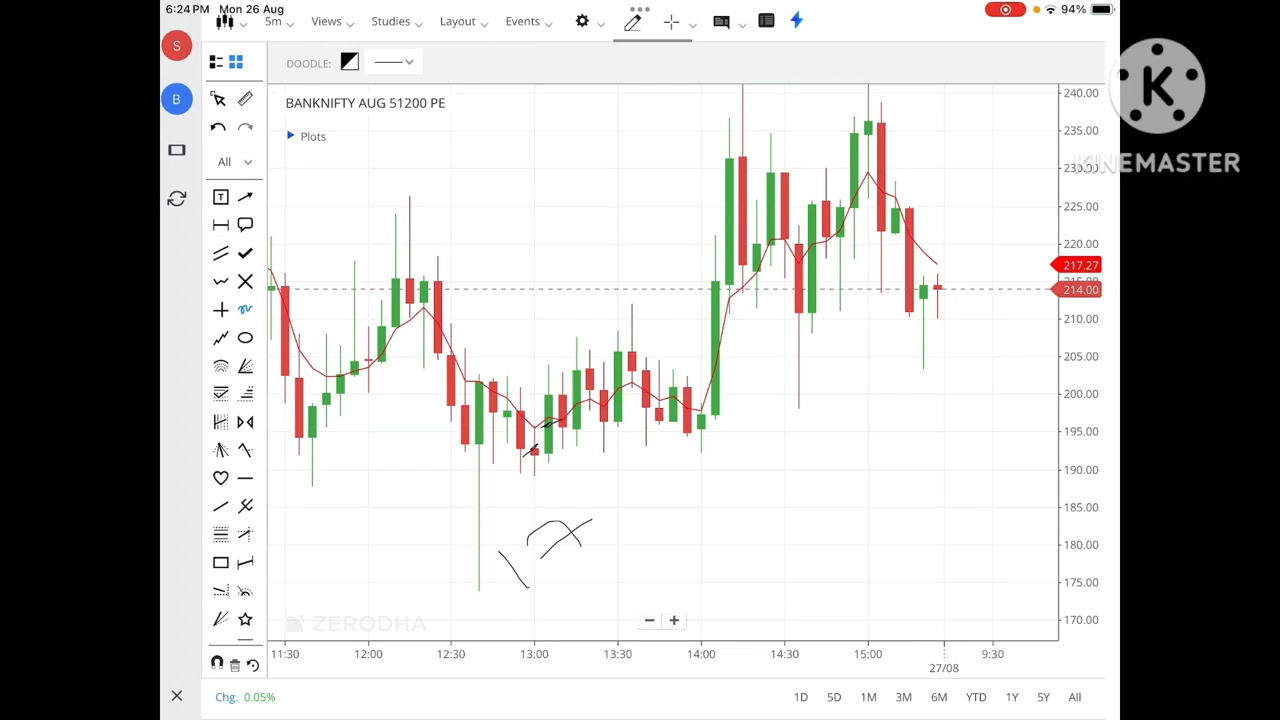 6:24 PM Mon 26 Aug
94%
5m Views Studies Layout Events
S
DOODLE:
B
BANKNIFTY AUG 51200 PE
Plots
All
T
K
KINEMASTER
240.00
235.00
230.00
225.00
220.00
217.27
214.00
210.00
205.00
200.00
195.00
190.00
185.00
180.00
175.00
170.00
ZERODHA
11:30 12:00 12:30 13:00 13:30 14:00 14:30 15:00 9:30
27/08
Chg. 0.05%
1D 5D 1M 3M 6M YTD 1Y 5Y All